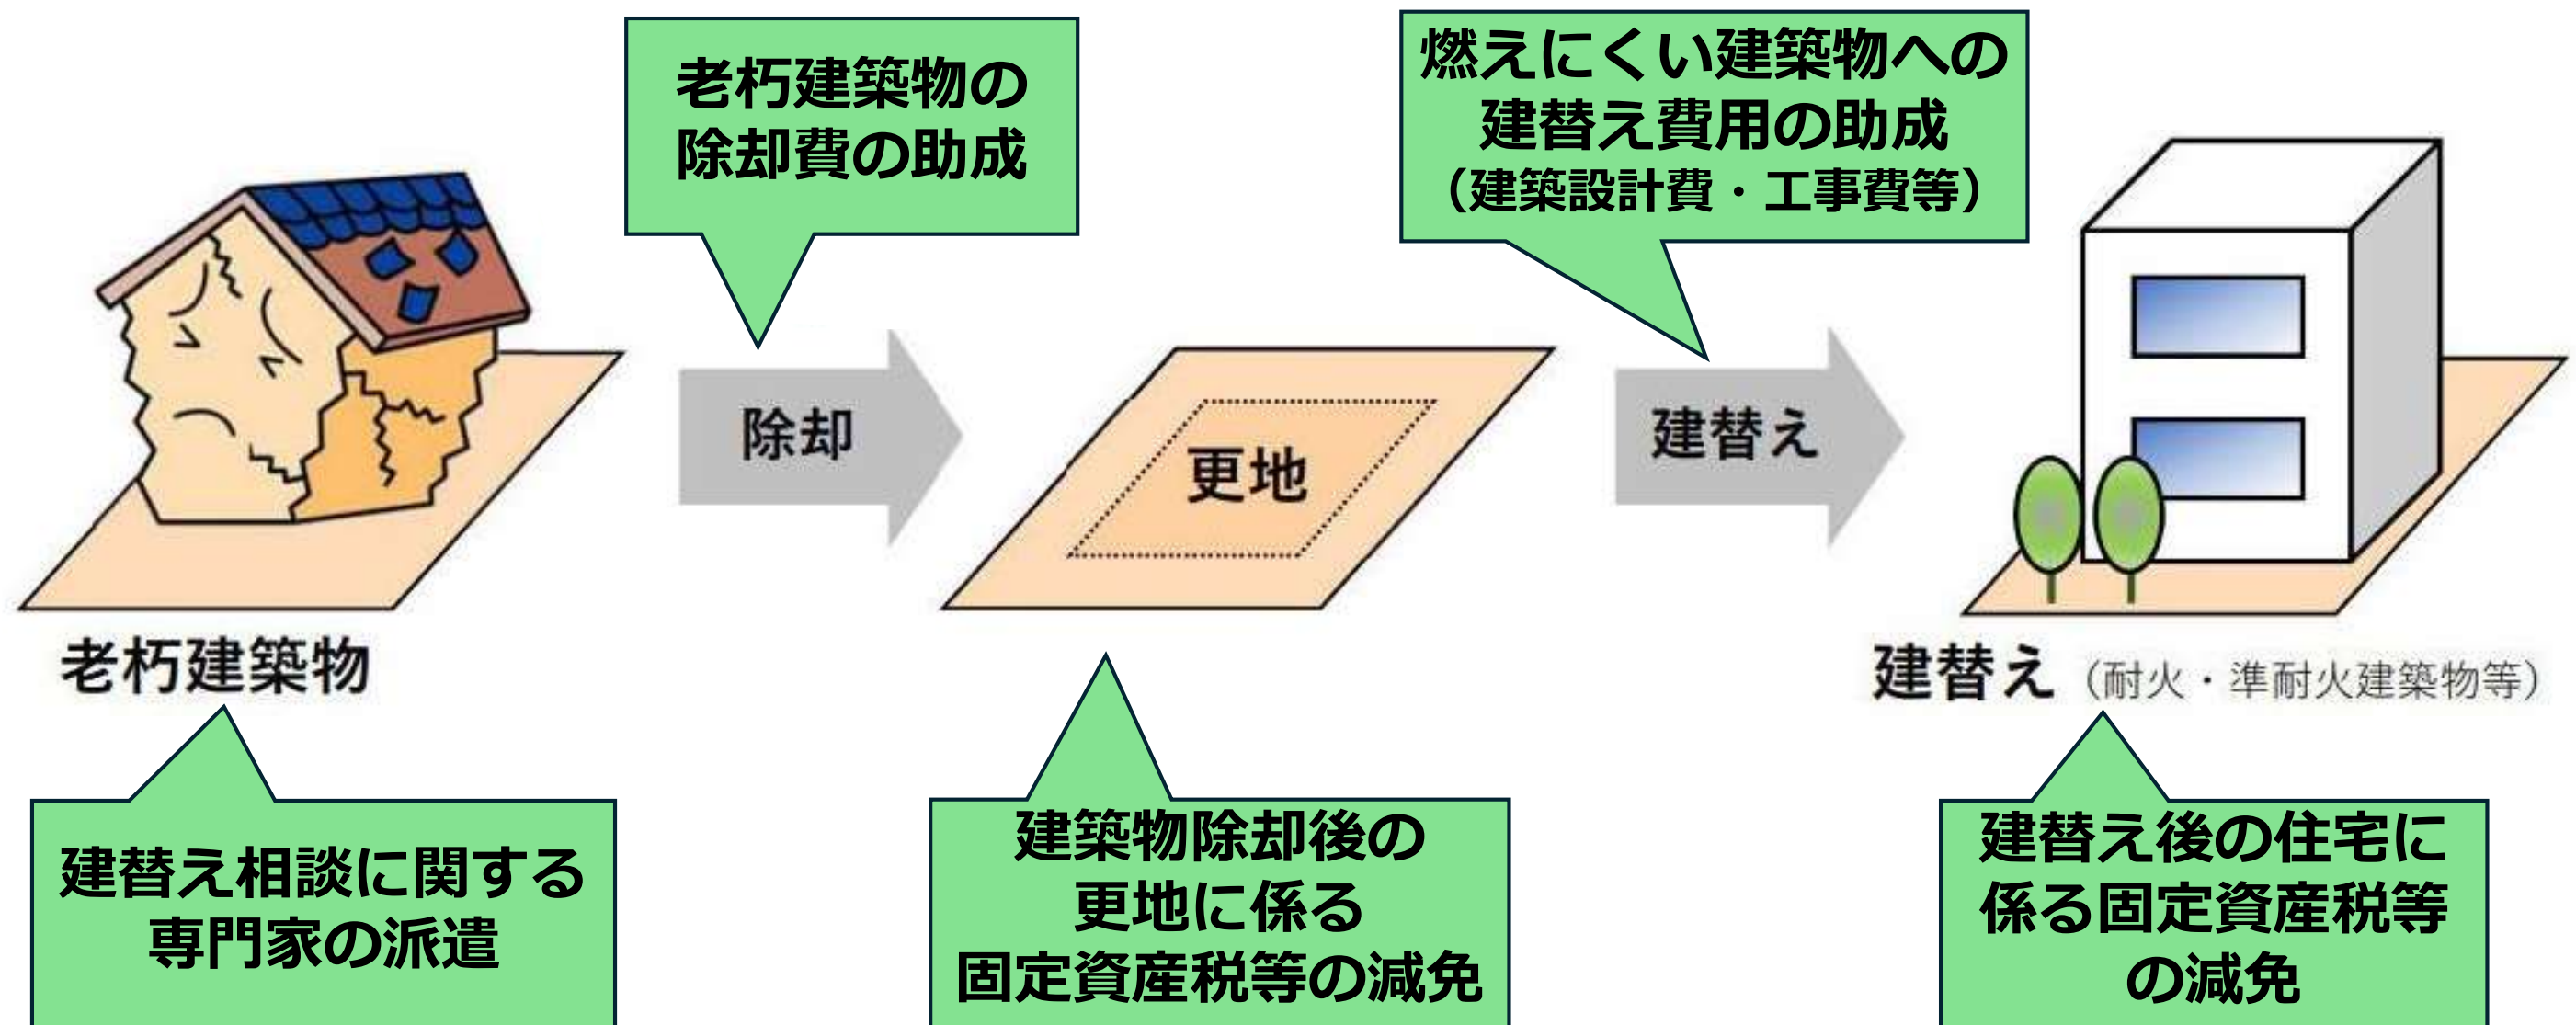 老朽建築物の
除却費の助成
燃えにくい建築物への
建替え費用の助成
（建築設計費・工事費等）
除却
更地
建替え
老朽建築物
建替え（耐火・準耐火建築物等）
建替え相談に関する
専門家の派遣
建築物除却後の
更地に係る
固定資産税等の減免
建替え後の住宅に
係る固定資産税等
の減免